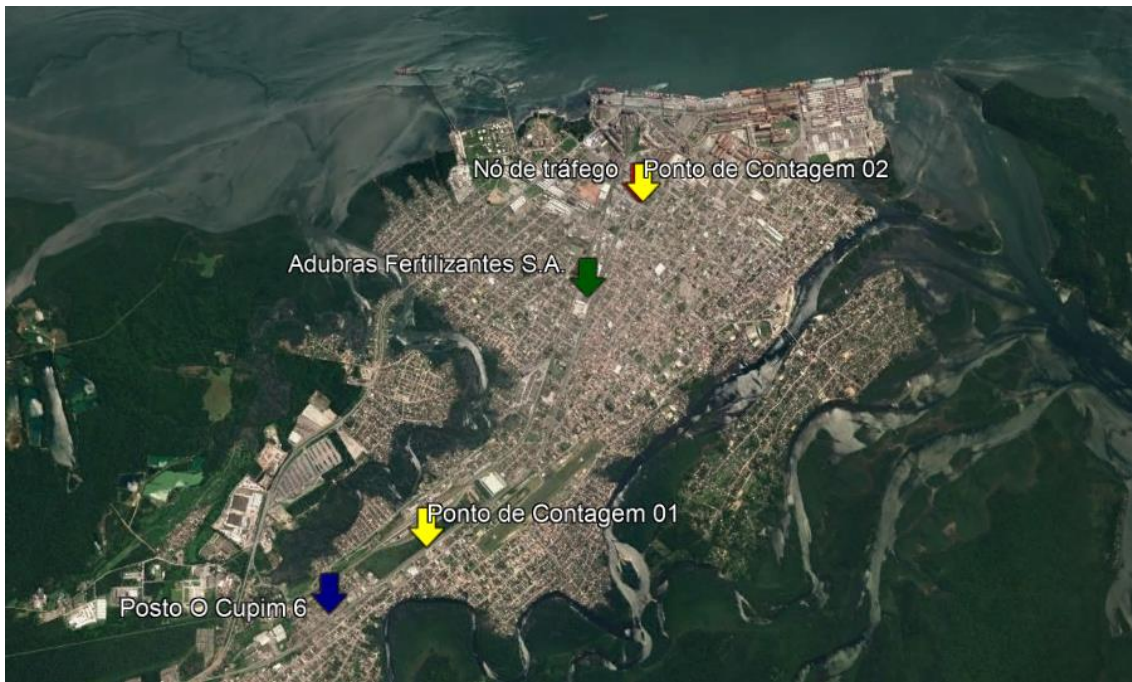 Nó de tráfego
Ponto de Contagem 02
Adubras Fertilizantes S.A.
Ponto de Contagem 01
Posto O Cupim 6